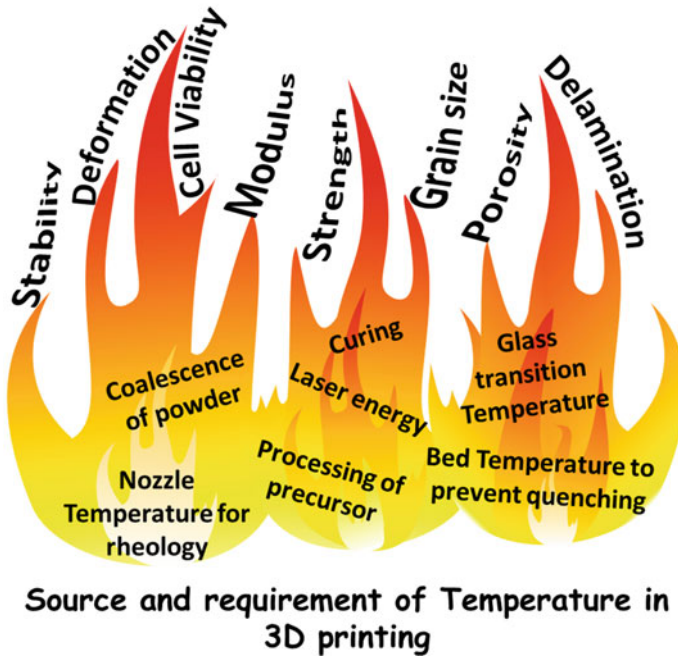 Stability
Deformation
Cell Viability
Modulus
Strength
Grain size
Porosity
Delamination
Coalescence
of powder
Nozzle
Temperature for
rheology
Curing
Laser energy
Processing of
precursor
Glass
transition
Temperature
Bed Temperature to
prevent quenching
Source and requirement of Temperature in
3D printing